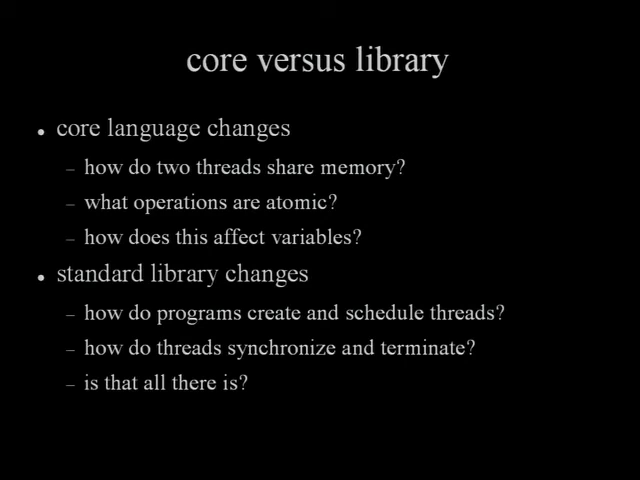 core versus library
• core language changes
– how do two threads share memory?
– what operations are atomic?
– how does this affect variables?
• standard library changes
– how do programs create and schedule threads?
– how do threads synchronize and terminate?
– is that all there is?